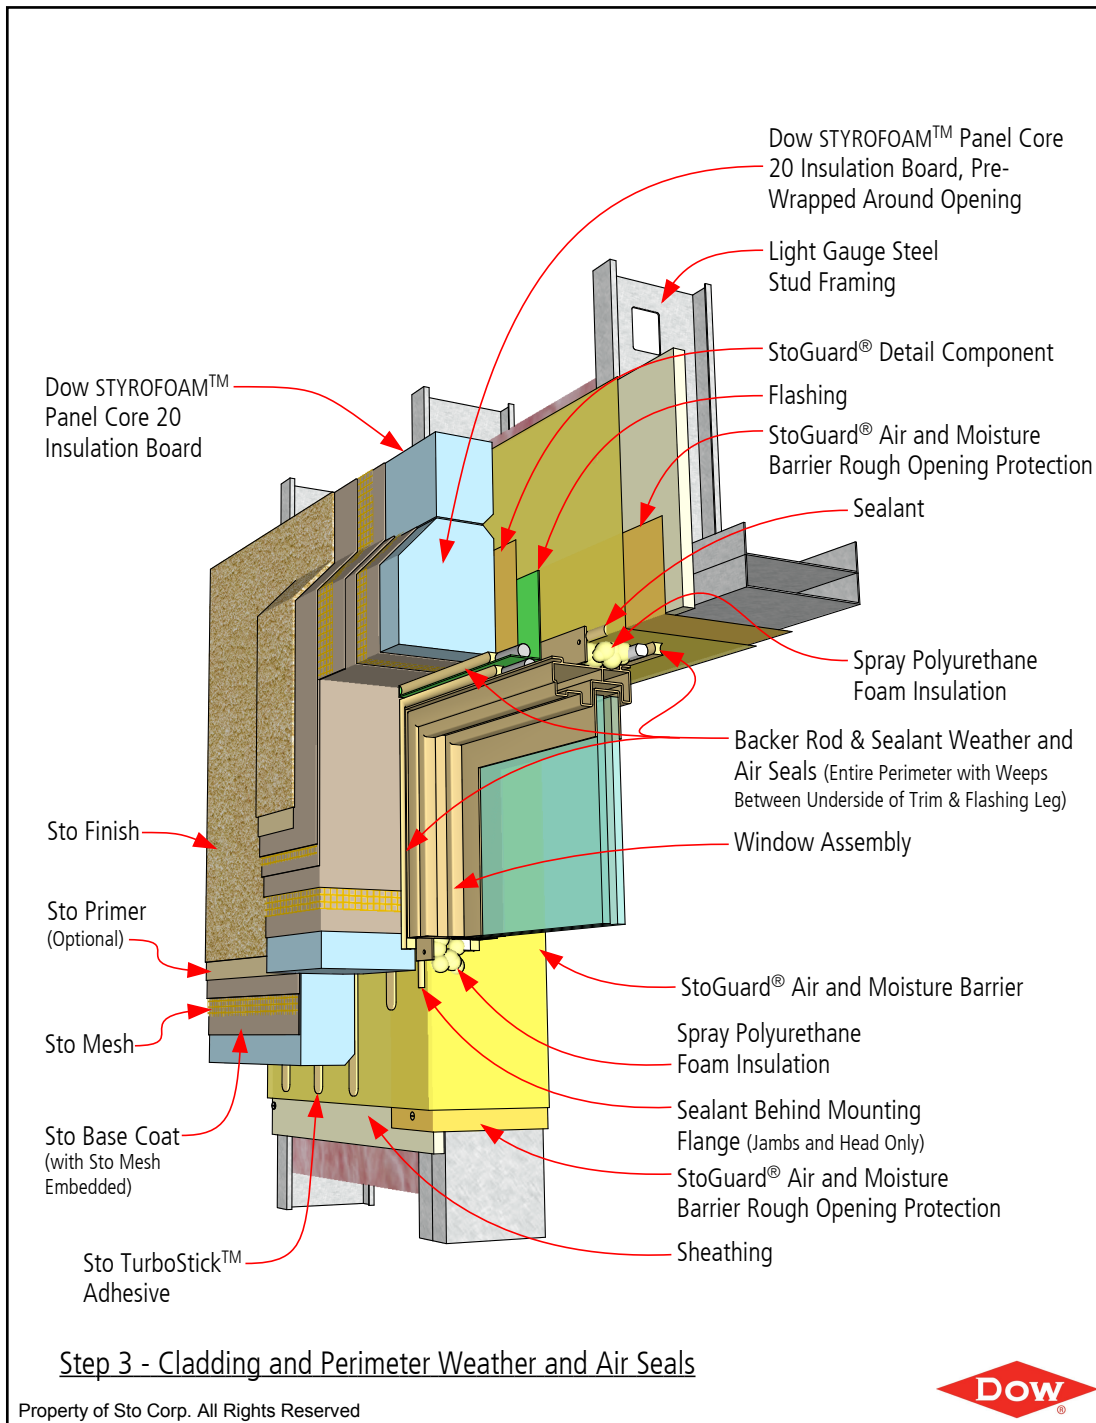 Dow STYROFOAM™ Panel Core
20 Insulation Board, Pre-
Wrapped Around Opening
Light Gauge Steel
Stud Framing
StoGuard® Detail Component
Flashing
StoGuard® Air and Moisture
Barrier Rough Opening Protection
Sealant
Spray Polyurethane
Foam Insulation
Backer Rod & Sealant Weather and
Air Seals (Entire Perimeter with Weeps
Between Underside of Trim & Flashing Leg)
Window Assembly
StoGuard® Air and Moisture Barrier
Spray Polyurethane
Foam Insulation
Sealant Behind Mounting
Flange (Jambs and Head Only)
StoGuard® Air and Moisture
Barrier Rough Opening Protection
Sheathing
Dow STYROFOAM™
Panel Core 20
Insulation Board
Sto Finish
Sto Primer
(Optional)
Sto Mesh
Sto Base Coat
(with Sto Mesh
Embedded)
Sto TurboStick™
Adhesive
Step 3 - Cladding and Perimeter Weather and Air Seals
Property of Sto Corp. All Rights Reserved
Dow®